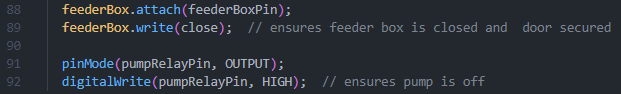 88 feederBox.attach(feederBoxPin);
89 feederBox.write(close);  // ensures feeder box is closed and  door secured
90
91 pinMode(pumpRelayPin, OUTPUT);
92 digitalWrite(pumpRelayPin, HIGH);  // ensures pump is off